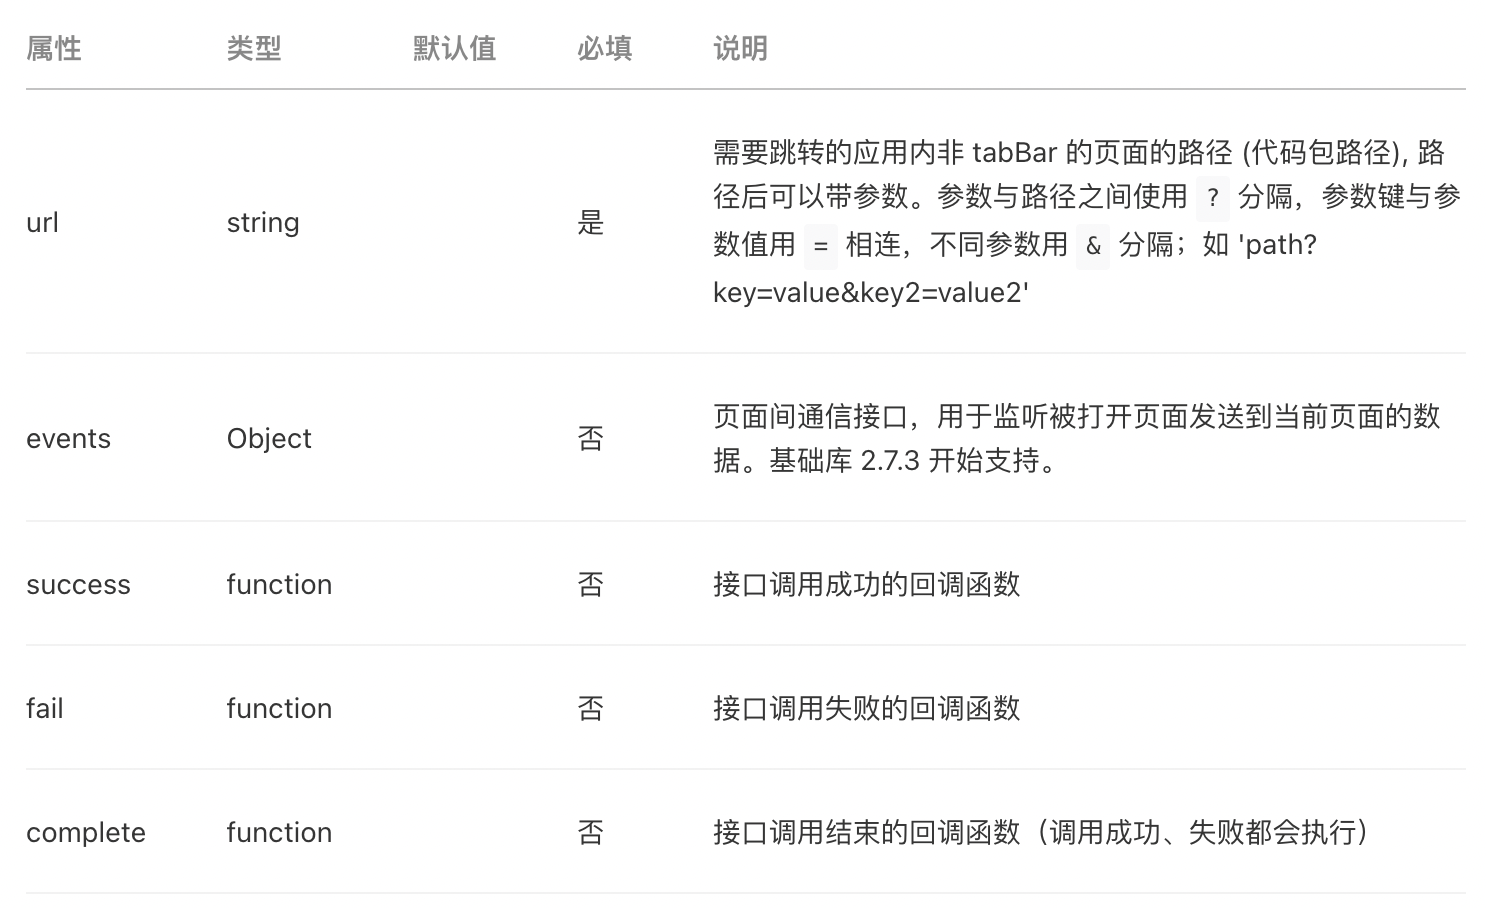 属性 类型 默认值 必填 说明
需要跳转的应用内非 tabBar 的页面的路径 (代码包路径), 路
径后可以带参数。参数与路径之间使用 ? 分隔，参数键与参
url string 是
数值用 = 相连，不同参数用 & 分隔；如 'path?
key=value&key2=value2'
页面间通信接口，用于监听被打开页面发送到当前页面的数
events Object 否
据。基础库 2.7.3 开始支持。
success function 否 接口调用成功的回调函数
fail function 否 接口调用失败的回调函数
complete function 否 接口调用结束的回调函数（调用成功、失败都会执行）